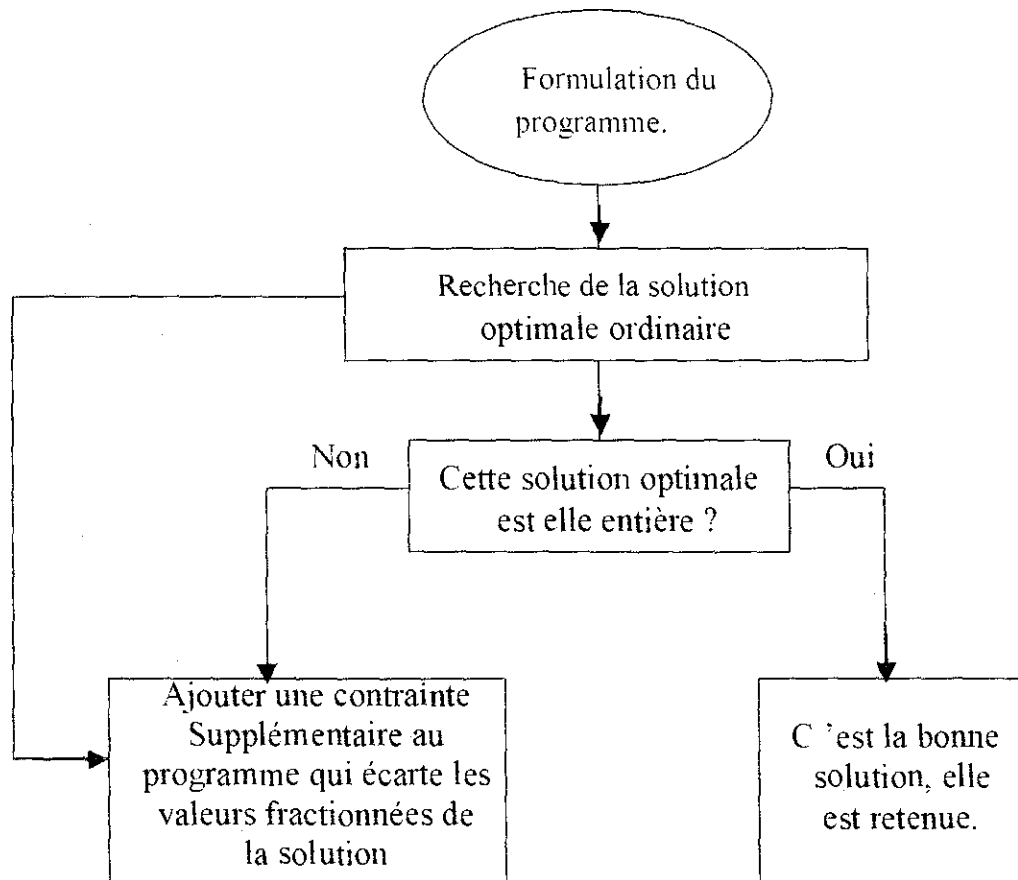 Formulation du
programme.
Recherche de la solution
optimale ordinaire
Non
Oui
Cette solution optimale
est elle entière ?
Ajouter une contrainte
Supplémentaire au
programme qui écarte les
valeurs fractionnées de
la solution
C ’est la bonne
solution, elle
est retenue.